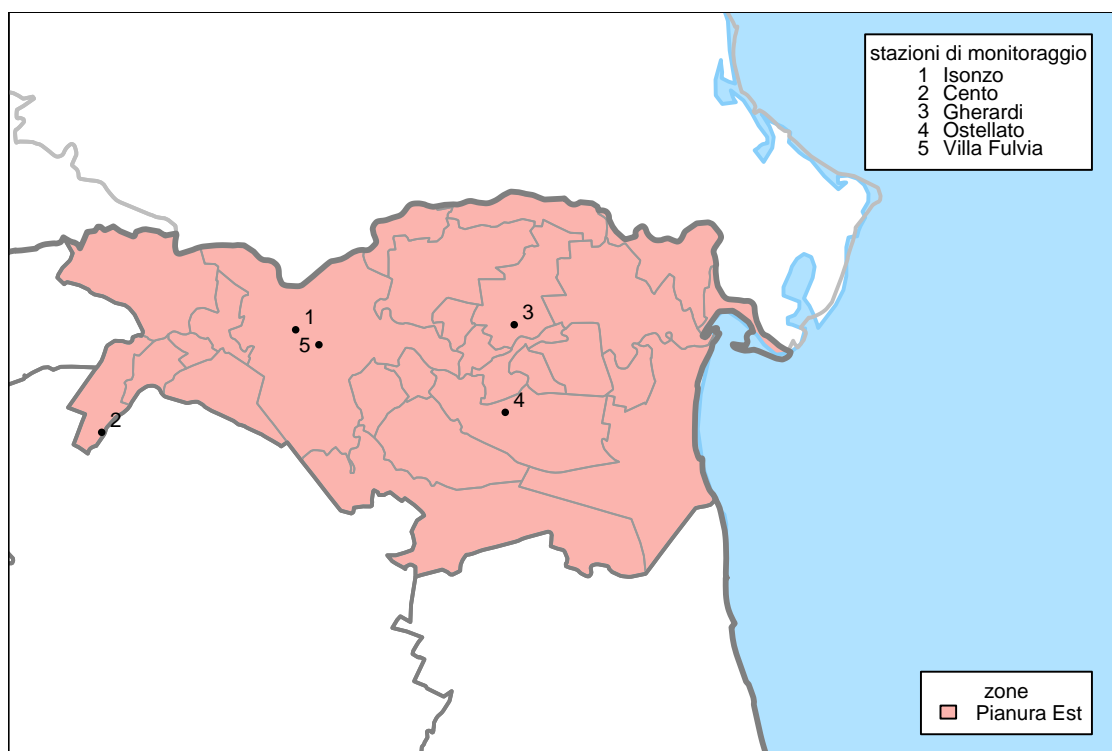 stazioni di monitoraggio
1 Isonzo
2 Cento
3 Gherardi
4 Ostellato
5 Villa Fulvia
1
3
5
4
2
zone
Pianura Est